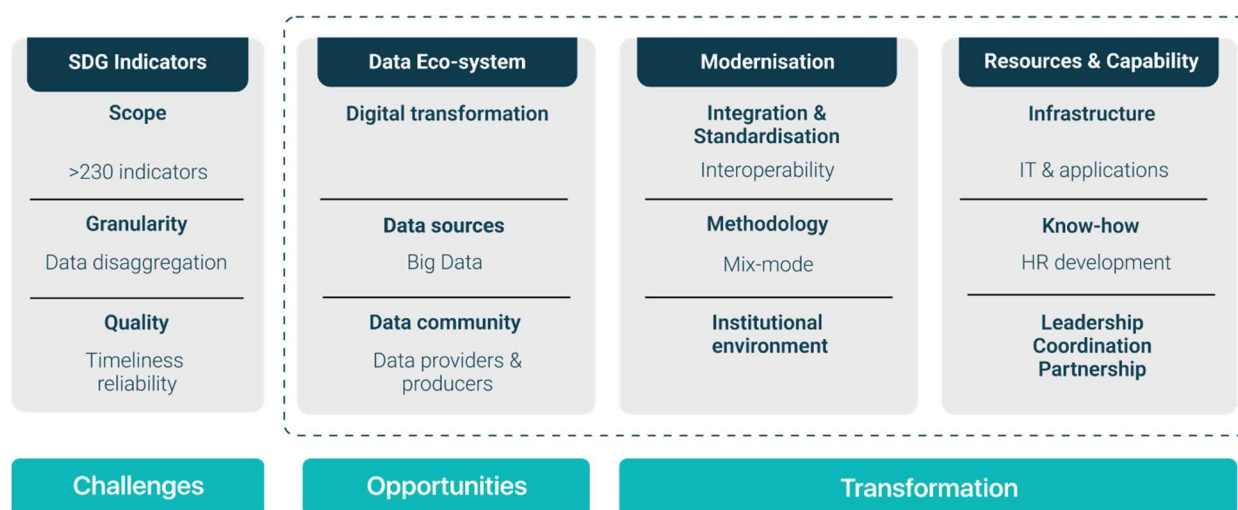 SDG Indicators
Scope
>230 indicators
Granularity
Data disaggregation
Quality
Timeliness
reliability
Data Eco-system
Digital transformation
Data sources
Big Data
Data community
Data providers &
producers
Modernisation
Integration &
Standardisation
Interoperability
Methodology
Mix-mode
Institutional
environment
Resources & Capability
Infrastructure
IT & applications
Know-how
HR development
Leadership
Coordination
Partnership
Challenges
Opportunities
Transformation